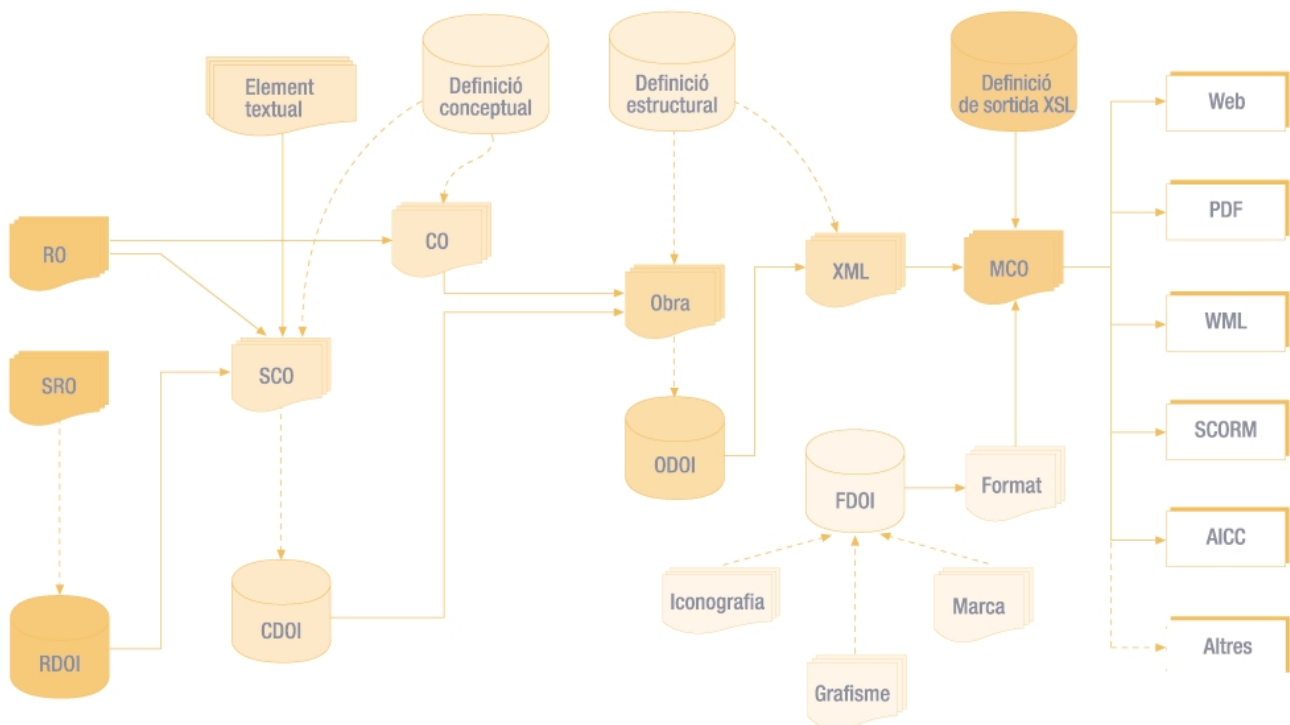 Element
textual
Definició
conceptual
Definició
estructural
Definició
de sortida XSL
Web
PDF
RO
CO
XML
MCO
Obra
WML
SRO
SCO
SCORM
ODOI
FDOI
Format
AICC
Iconografia
Marca
CDOI
RDOI
Altres
Grafisme